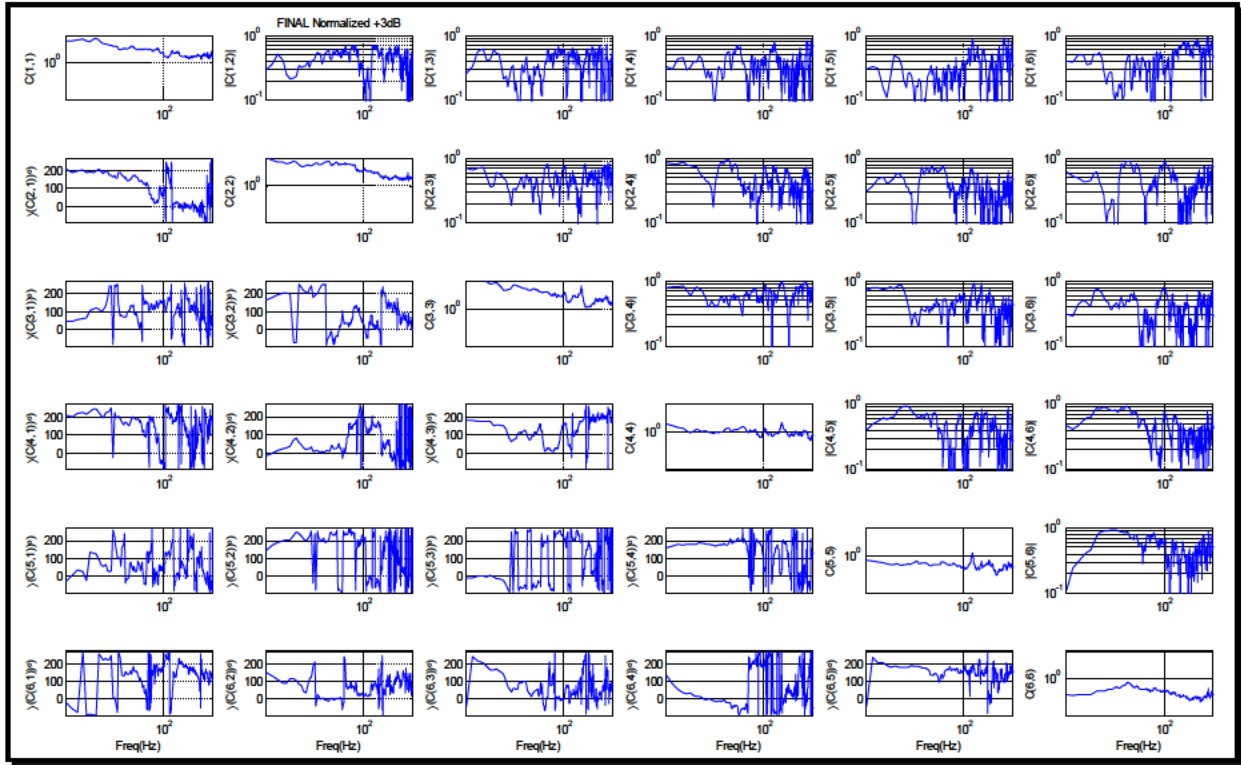 FINAL Normalized +3dB
C(1,1)
10^0
10^2
|C(1,2)|
10^0
10^-1
10^2
|C(1,3)|
10^0
10^-1
10^2
|C(1,4)|
10^0
10^-1
10^2
|C(1,5)|
10^0
10^-1
10^2
|C(1,6)|
10^0
10^-1
10^2
)/(C(2,1))º)
200
100
0
10^2
C(2,2)
10^0
10^2
|C(2,3)|
10^0
10^-1
10^2
|C(2,4)|
10^0
10^-1
10^2
|C(2,5)|
10^0
10^-1
10^2
|C(2,6)|
10^0
10^-1
10^2
)/(C(3,1))º)
200
100
0
10^2
)/(C(3,2))º)
200
100
0
10^2
C(3,3)
10^0
10^2
|C(3,4)|
10^0
10^-1
10^2
|C(3,5)|
10^0
10^-1
10^2
|C(3,6)|
10^0
10^-1
10^2
)/(C(4,1))º)
200
100
0
10^2
)/(C(4,2))º)
200
100
0
10^2
)/(C(4,3))º)
200
100
0
10^2
C(4,4)
10^0
10^2
|C(4,5)|
10^0
10^-1
10^2
|C(4,6)|
10^0
10^-1
10^2
)/(C(5,1))º)
200
100
0
10^2
)/(C(5,2))º)
200
100
0
10^2
)/(C(5,3))º)
200
100
0
10^2
)/(C(5,4))º)
200
100
0
10^2
C(5,5)
10^0
10^2
|C(5,6)|
10^0
10^-1
10^2
)/(C(6,1))º)
200
100
0
10^2
Freq(Hz)
)/(C(6,2))º)
200
100
0
10^2
Freq(Hz)
)/(C(6,3))º)
200
100
0
10^2
Freq(Hz)
)/(C(6,4))º)
200
100
0
10^2
Freq(Hz)
)/(C(6,5))º)
200
100
0
10^2
Freq(Hz)
C(6,6)
10^0
10^2
Freq(Hz)